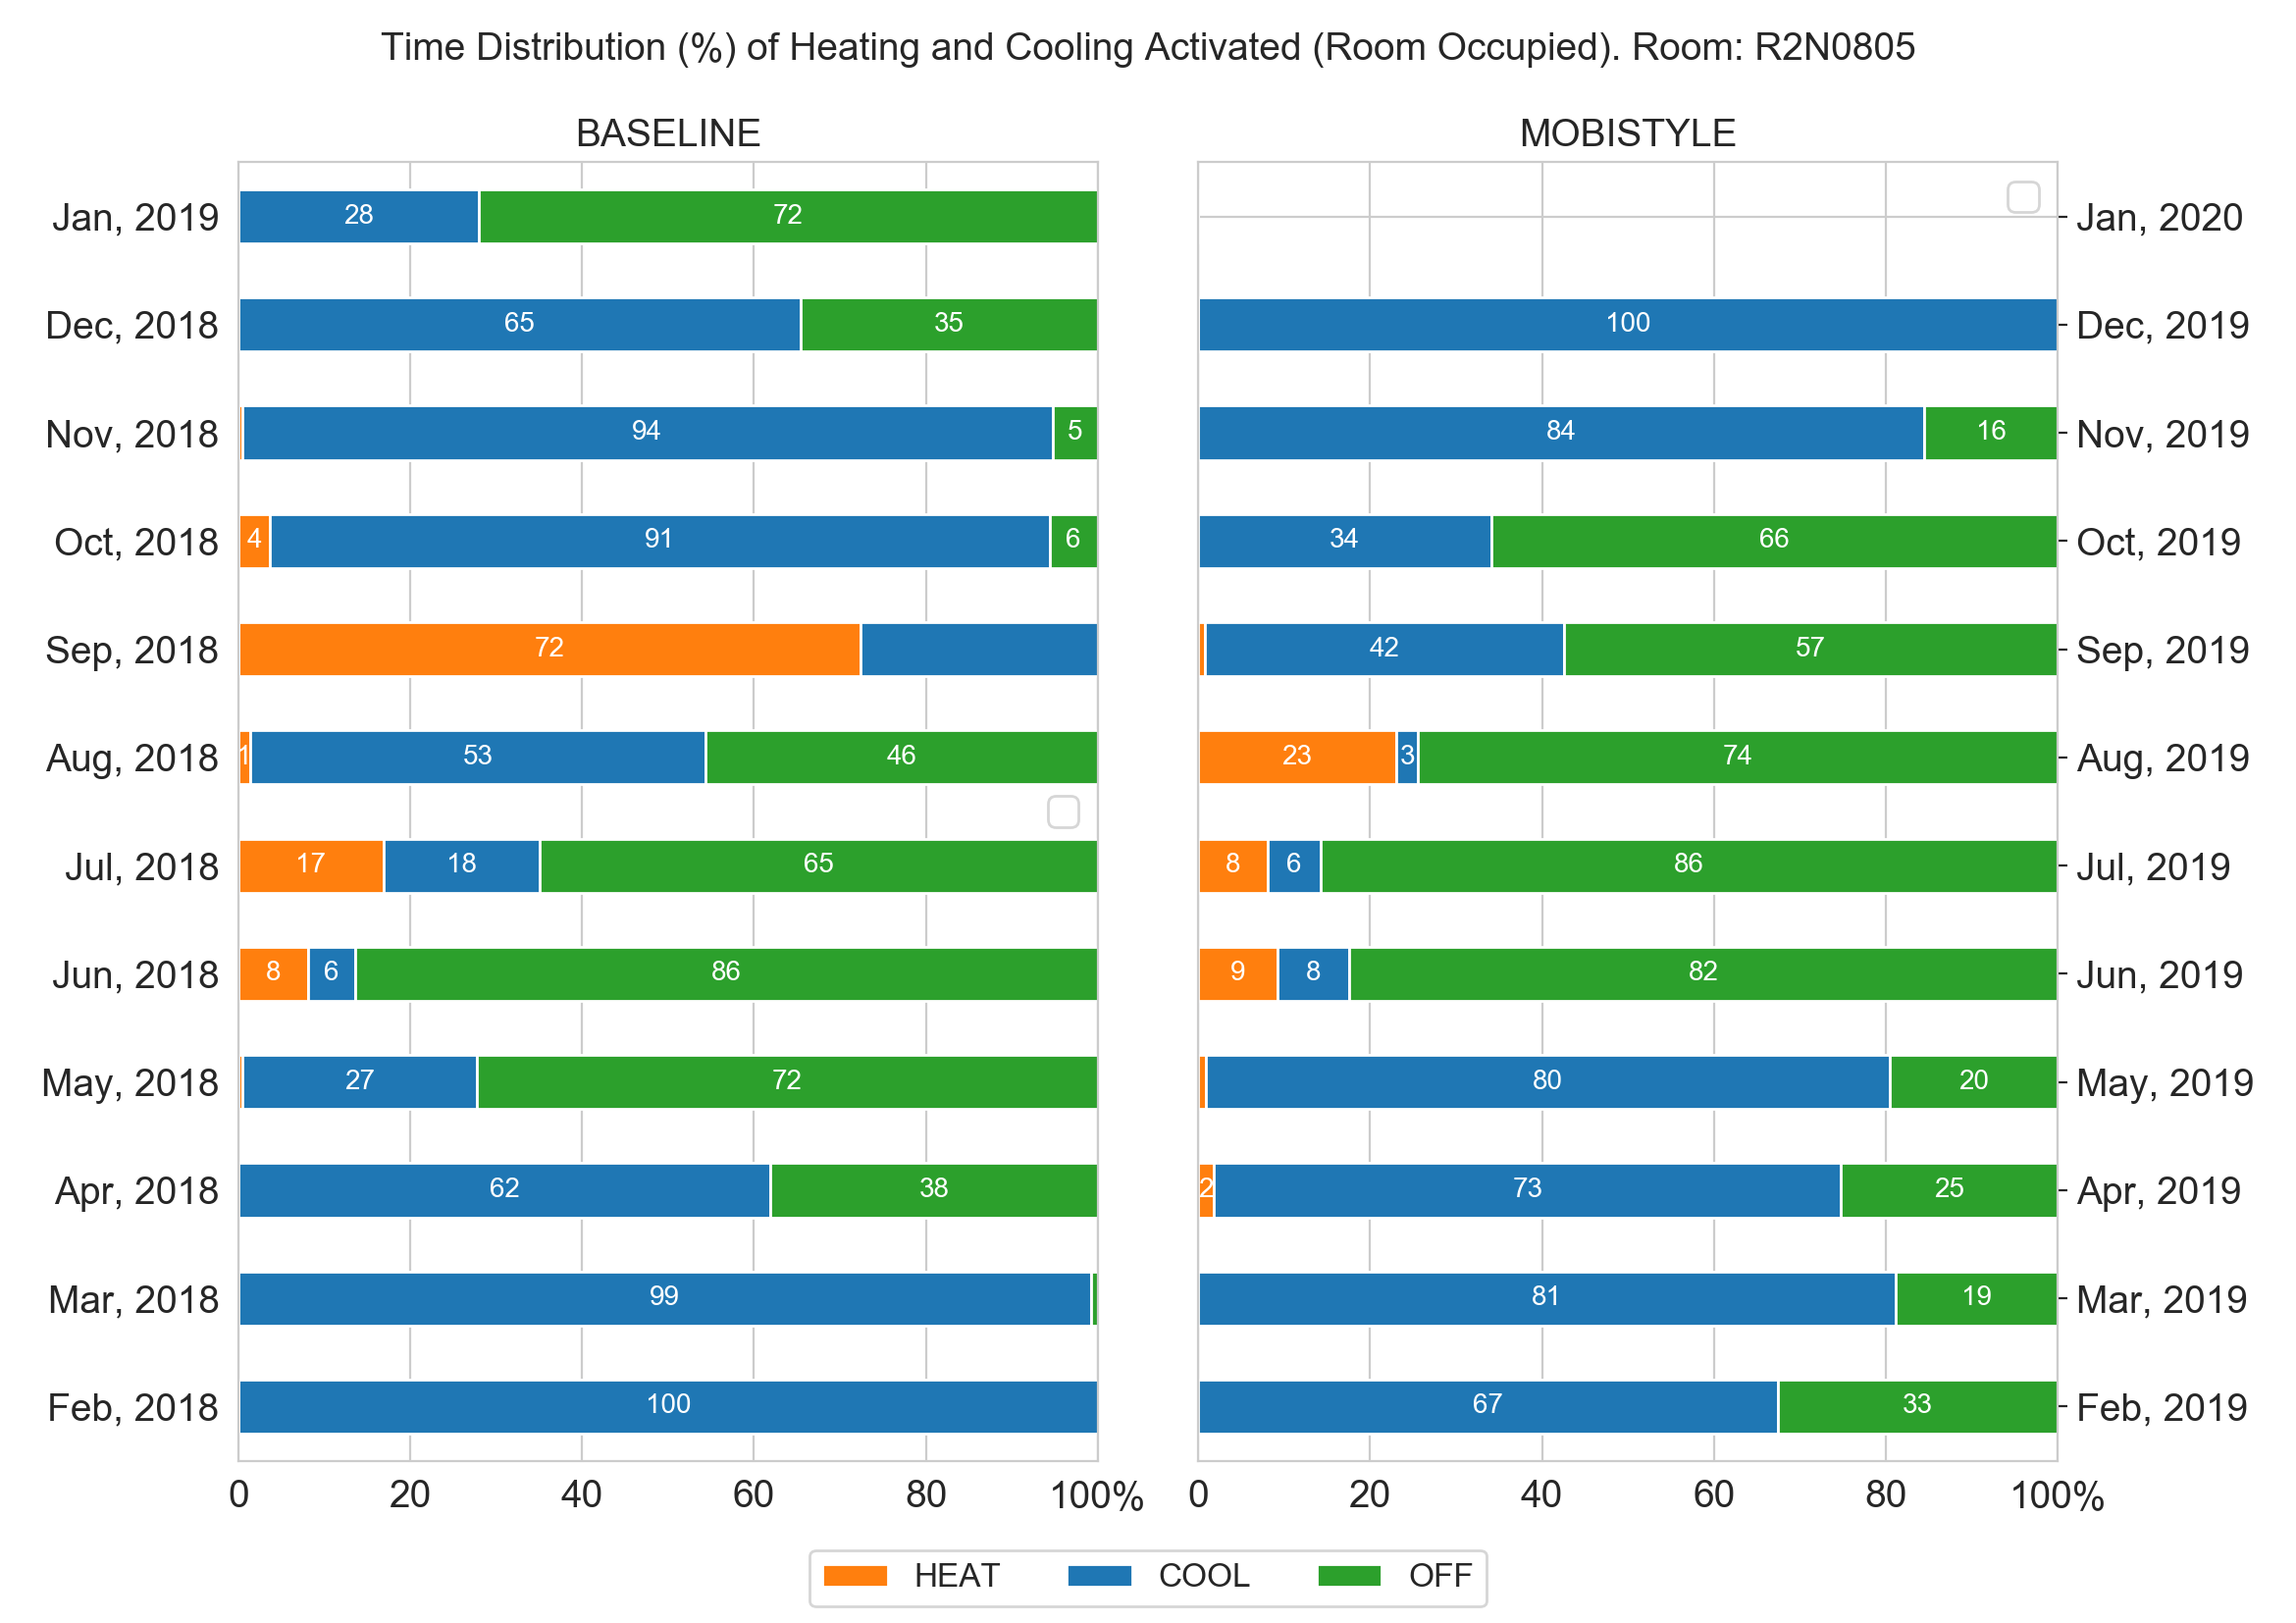 Time Distribution (%) of Heating and Cooling Activated (Room Occupied). Room: R2N0805
BASELINE
MOBISTYLE
Jan, 2019 28 72 Jan, 2020
Dec, 2018 65 35 100 Dec, 2019
Nov, 2018 94 5 84 16 Nov, 2019
Oct, 2018 4 91 6 34 66 Oct, 2019
Sep, 2018 72 42 57 Sep, 2019
Aug, 2018 1 53 46 23 3 74 Aug, 2019
Jul, 2018 17 18 65 8 6 86 Jul, 2019
Jun, 2018 8 6 86 9 8 82 Jun, 2019
May, 2018 27 72 80 20 May, 2019
Apr, 2018 62 38 2 73 25 Apr, 2019
Mar, 2018 99 81 19 Mar, 2019
Feb, 2018 100 67 33 Feb, 2019
0 20 40 60 80 100% 0 20 40 60 80 100%
HEAT COOL OFF